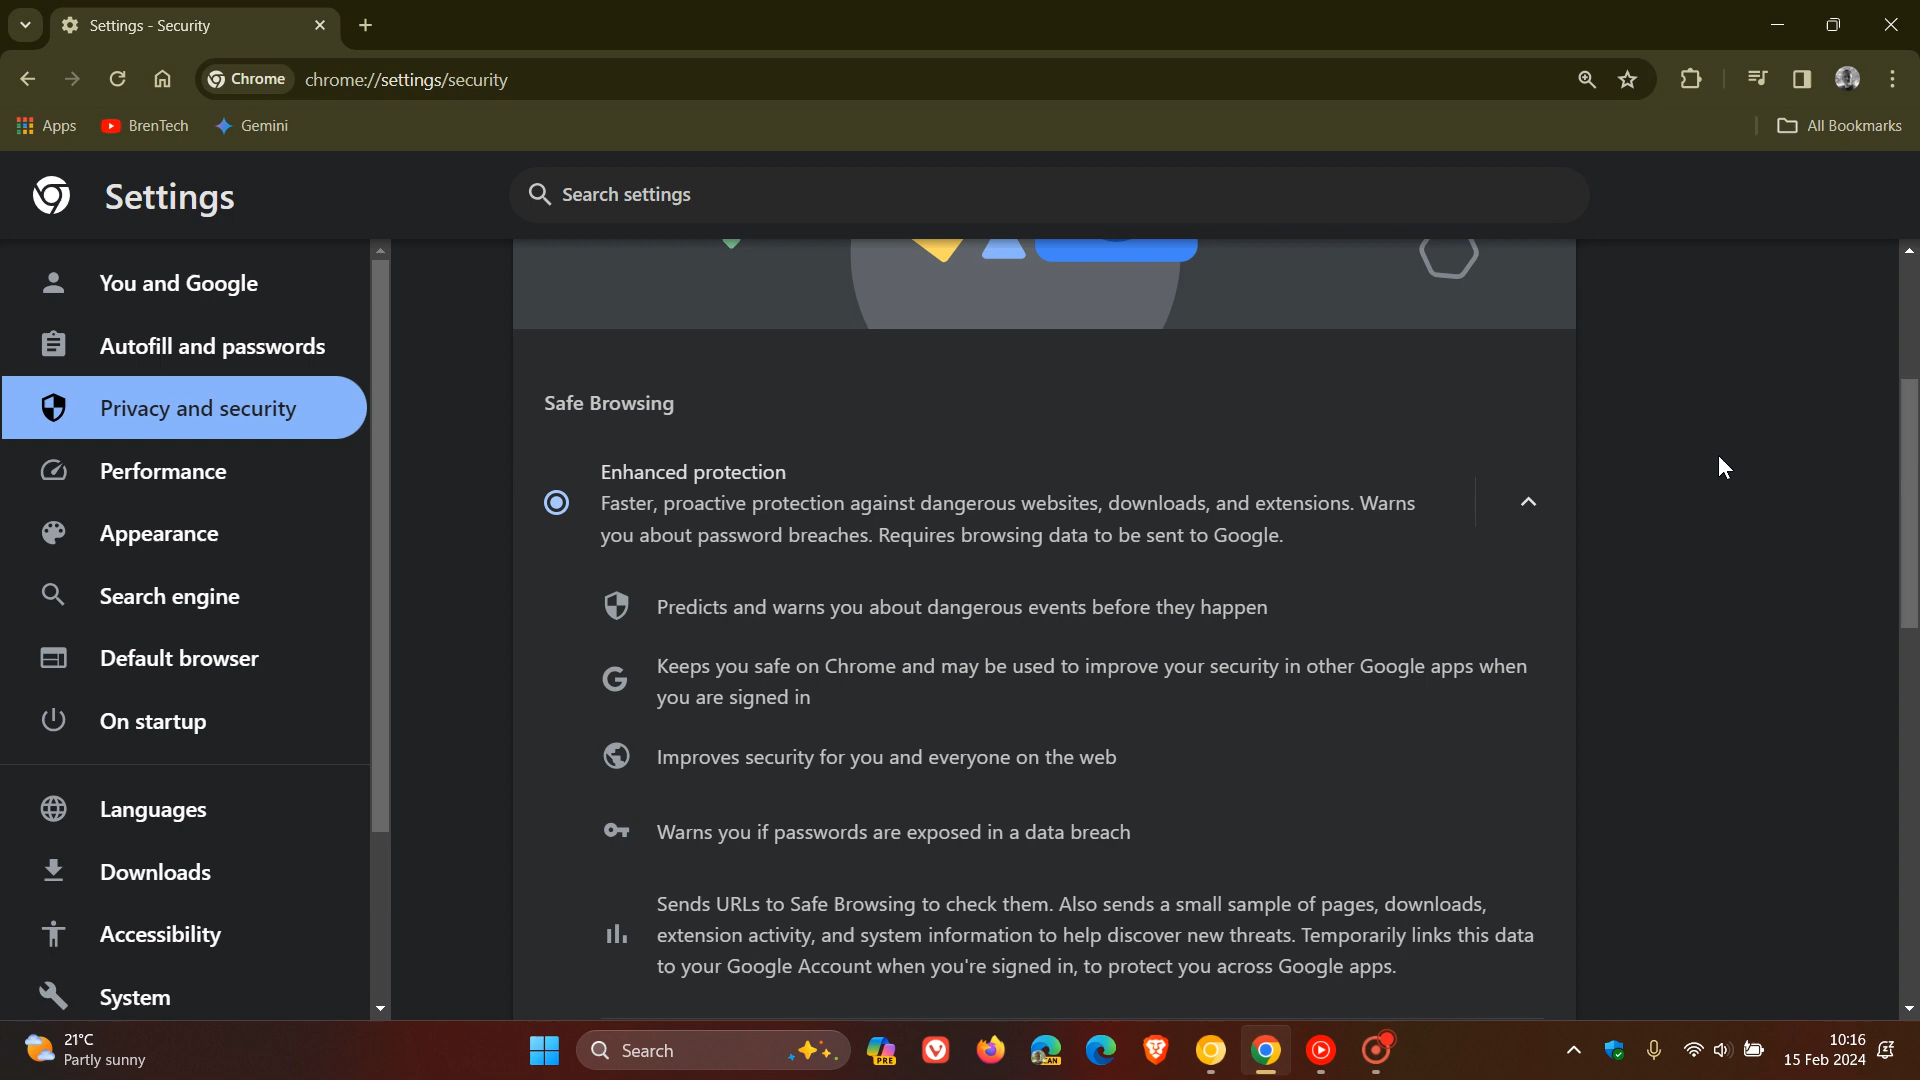 Settings - Security
Chrome
chrome://settings/security
Apps
BrenTech
Gemini
All Bookmarks
Settings
Search settings
You and Google
Autofill and passwords
Privacy and security
Performance
Appearance
Search engine
Default browser
On startup
Languages
Downloads
Accessibility
System
Safe Browsing
Enhanced protection
Faster, proactive protection against dangerous websites, downloads, and extensions. Warns
you about password breaches. Requires browsing data to be sent to Google.
Predicts and warns you about dangerous events before they happen
Keeps you safe on Chrome and may be used to improve your security in other Google apps when
you are signed in
Improves security for you and everyone on the web
Warns you if passwords are exposed in a data breach
Sends URLs to Safe Browsing to check them. Also sends a small sample of pages, downloads,
extension activity, and system information to help discover new threats. Temporarily links this data
to your Google Account when you're signed in, to protect you across Google apps.
21°C
Partly sunny
Search
PRE
CAN
10:16
15 Feb 2024